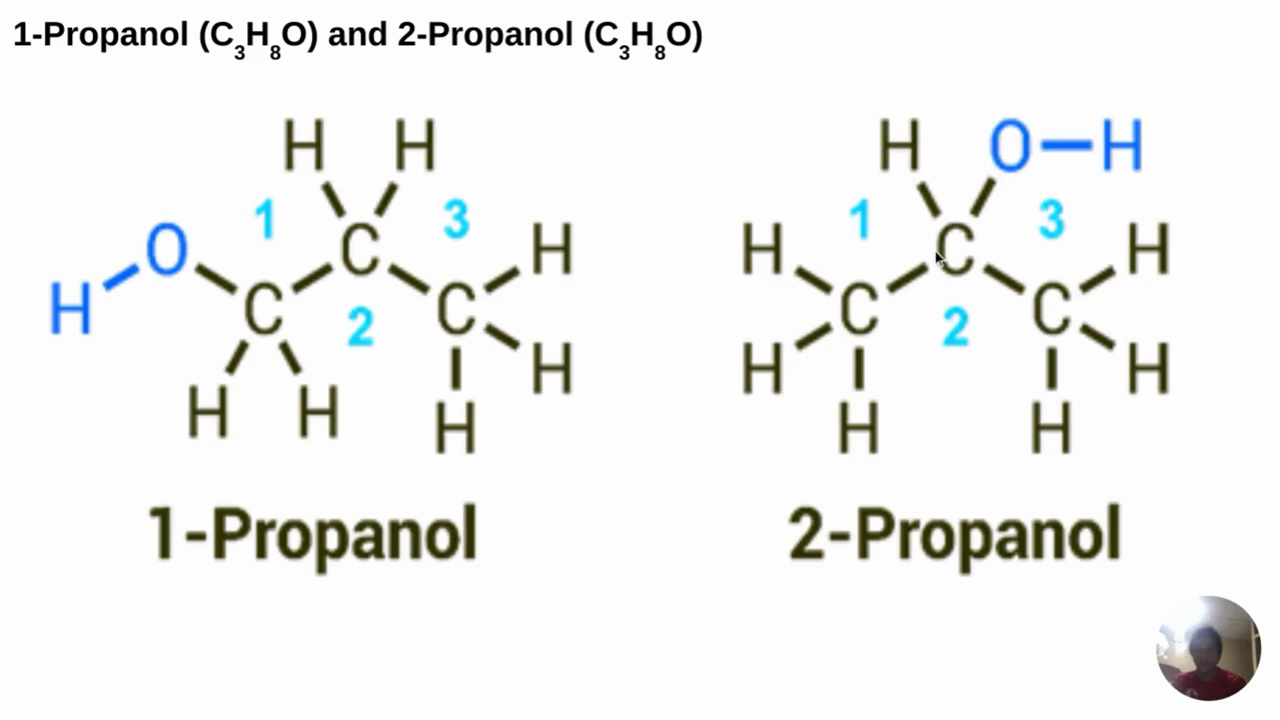 1-Propanol (C₃H₈O) and 2-Propanol (C₃H₈O)
H H H O—H
1 3 1 3
O C H H C H
H C 2 C C 2 C
H H H H
H H H H H
1-Propanol 2-Propanol